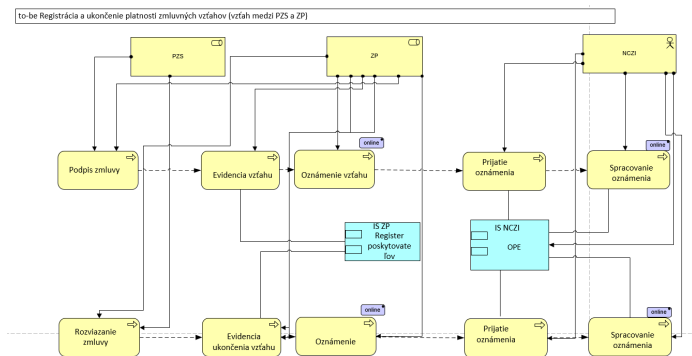 to-be Registrácia a ukončenie platnosti zmluvných vzťahov (vzťah medzi PZS a ZP)
PZS
ZP
NCZI
online
online
Podpis zmluvy
Evidencia vzťahu
Oznámenie vzťahu
Prijatie
oznámenia
Spracovanie
oznámenia
IS ZP
Register
poskytovate
ľov
IS NCZI
OPE
online
online
Rozviazanie
zmluvy
Evidencia
ukončenia vzťahu
Oznámenie
Prijatie
oznámenia
Spracovanie
oznámenia